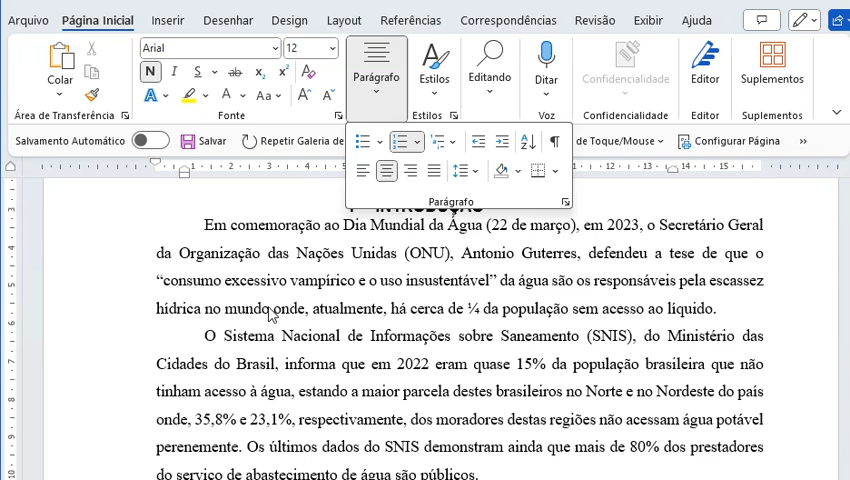 Arquivo Página Inicial Inserir Desenhar Design Layout Referências Correspondências Revisão Exibir Ajuda
Arial 12
Colar N I S ab x₂ x² A Aa A A Parágrafo Estilos Editando Ditar Confidencialidade Editor Suplementos
Área de Transferência Fonte Estilos Voz Confidencialidade Editor Suplementos
Salvamento Automático Salvar Repetir Galeria de de Toque/Mouse Configurar Página »
Parágrafo
INTRODUÇÃO
Em comemoração ao Dia Mundial da Água (22 de março), em 2023, o Secretário Geral
da Organização das Nações Unidas (ONU), Antonio Guterres, defendeu a tese de que o
“consumo excessivo vampírico e o uso insustentável” da água são os responsáveis pela escassez
hídrica no mundo onde, atualmente, há cerca de ¼ da população sem acesso ao líquido.
O Sistema Nacional de Informações sobre Saneamento (SNIS), do Ministério das
Cidades do Brasil, informa que em 2022 eram quase 15% da população brasileira que não
tinham acesso à água, estando a maior parcela destes brasileiros no Norte e no Nordeste do país
onde, 35,8% e 23,1%, respectivamente, dos moradores destas regiões não acessam água potável
perenemente. Os últimos dados do SNIS demonstram ainda que mais de 80% dos prestadores
do serviço de abastecimento de água são públicos.